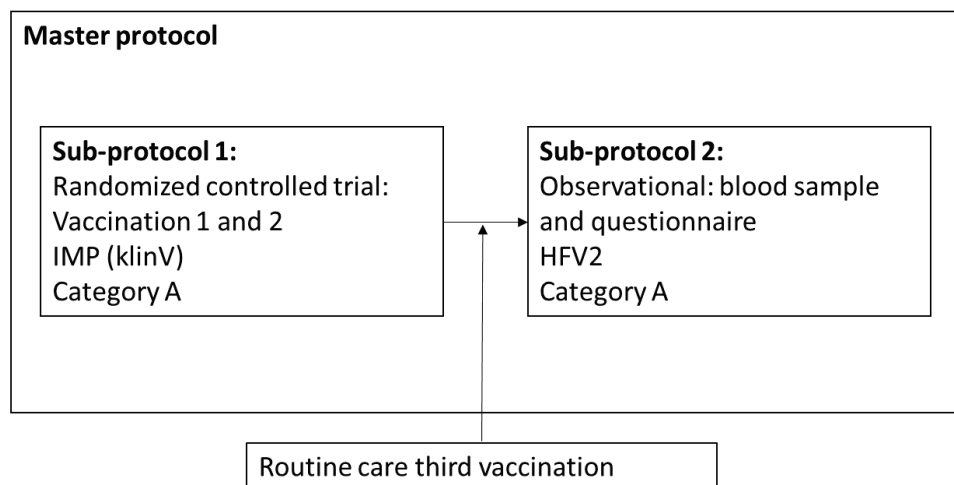 Master protocol
Sub-protocol 1:
Randomized controlled trial:
Vaccination 1 and 2
IMP (klinV)
Category A
Sub-protocol 2:
Observational: blood sample
and questionnaire
HFV2
Category A
Routine care third vaccination